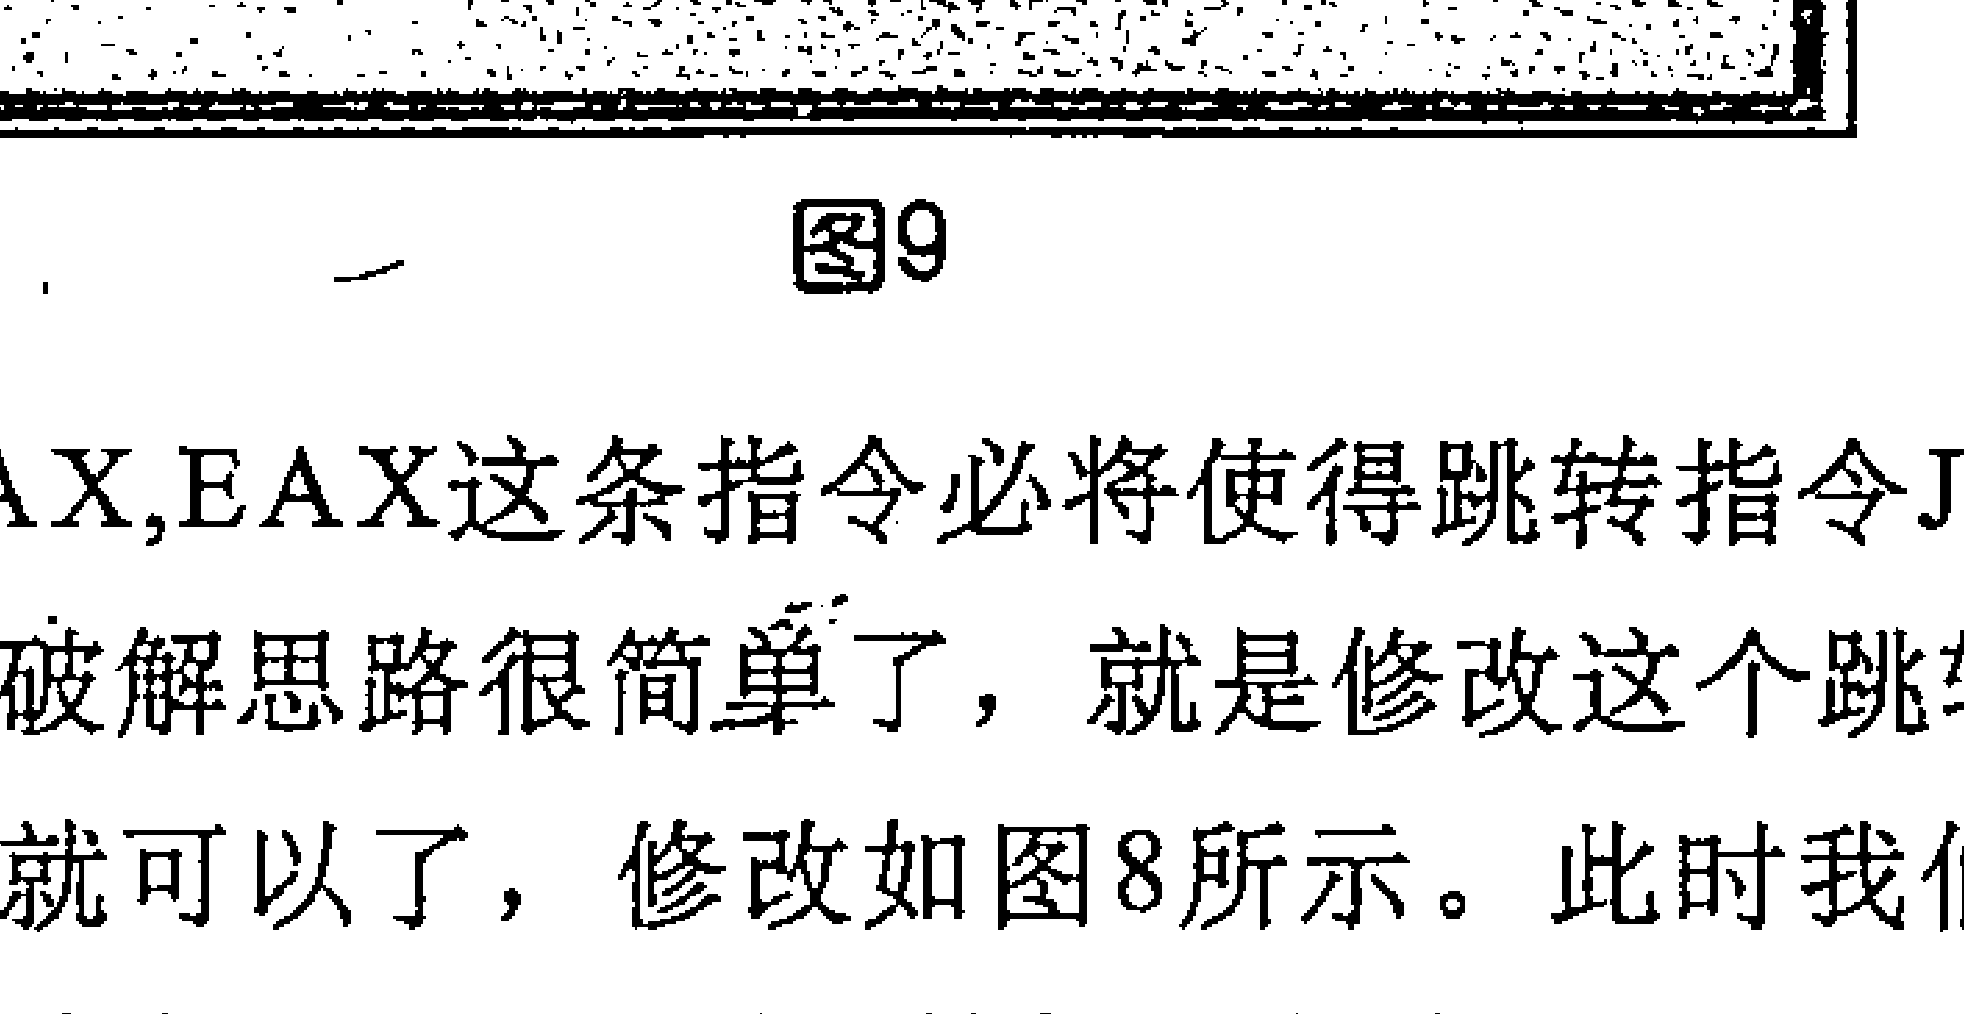 图9
AX,EAX这条指令必将使得跳转指令J
破解思路很简单了，就是修改这个跳
就可以了，修改如图8所示。此时我